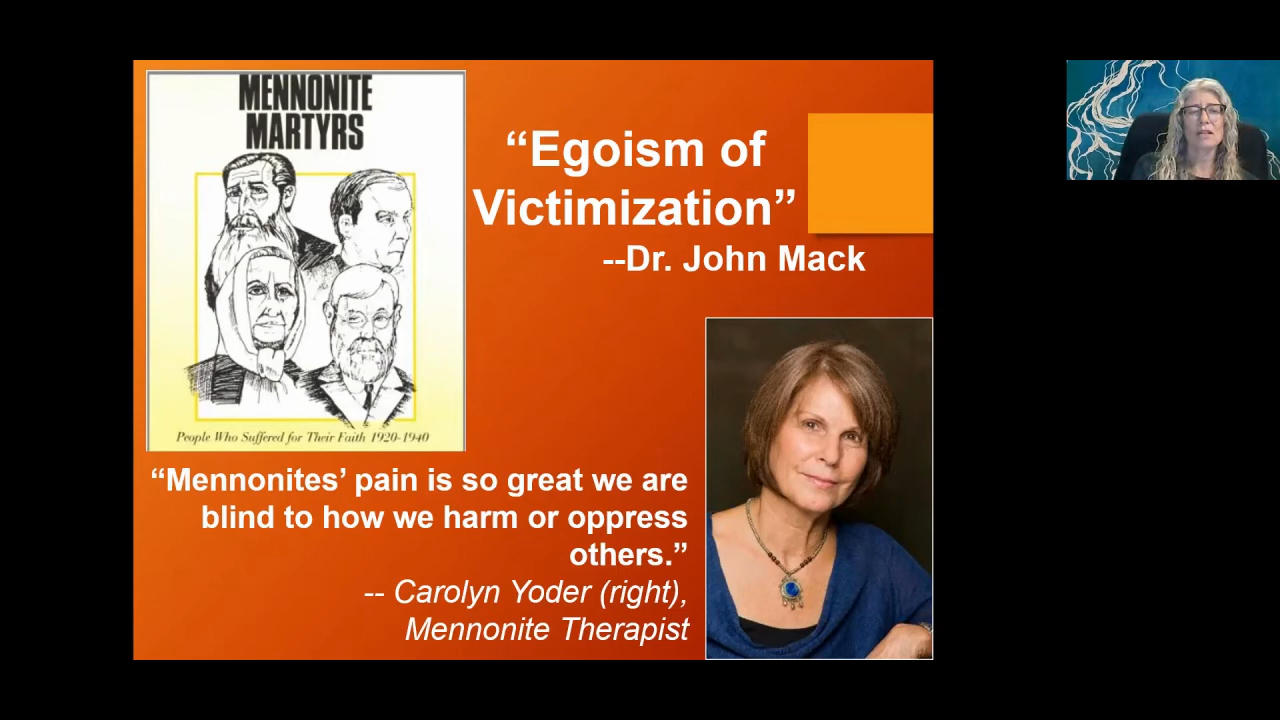 MENNONITE
MARTYRS
People Who Suffered for Their Faith 1920-1940
“Egoism of
Victimization”
--Dr. John Mack
“Mennonites’ pain is so great we are
blind to how we harm or oppress
others.”
-- Carolyn Yoder (right),
Mennonite Therapist